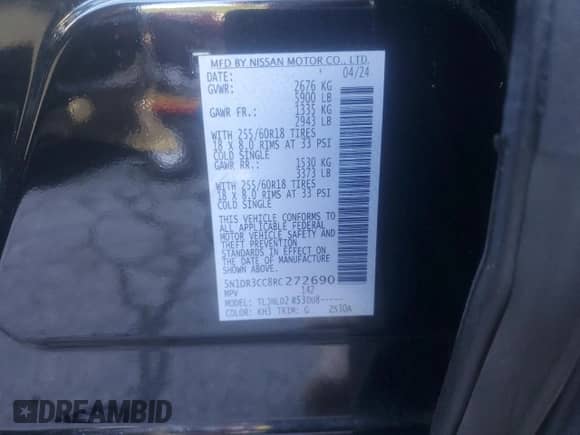 MFD BY NISSAN MOTOR CO., LTD.
DATE: 04/24
GVWR: 2676 KG
5900 LB
GAWR FR.: 1335 KG
2943 LB
WITH 255/60R18 TIRES
18 X 8.0 RIMS AT 33 PSI
COLD SINGLE
GAWR RR.: 1530 KG
3373 LB
WITH 255/60R18 TIRES
18 X 8.0 RIMS AT 33 PSI
COLD SINGLE
THIS VEHICLE CONFORMS TO
ALL APPLICABLE FEDERAL
MOTOR VEHICLE SAFETY AND
THEFT PREVENTION
STANDARDS IN EFFECT ON
THE DATE OF MANUFACTURE
SHOWN ABOVE.
5N1DR3CC8RC272690
MPV 142
MODEL:
COLOR: KH3 TRIM: G
DREAMBID